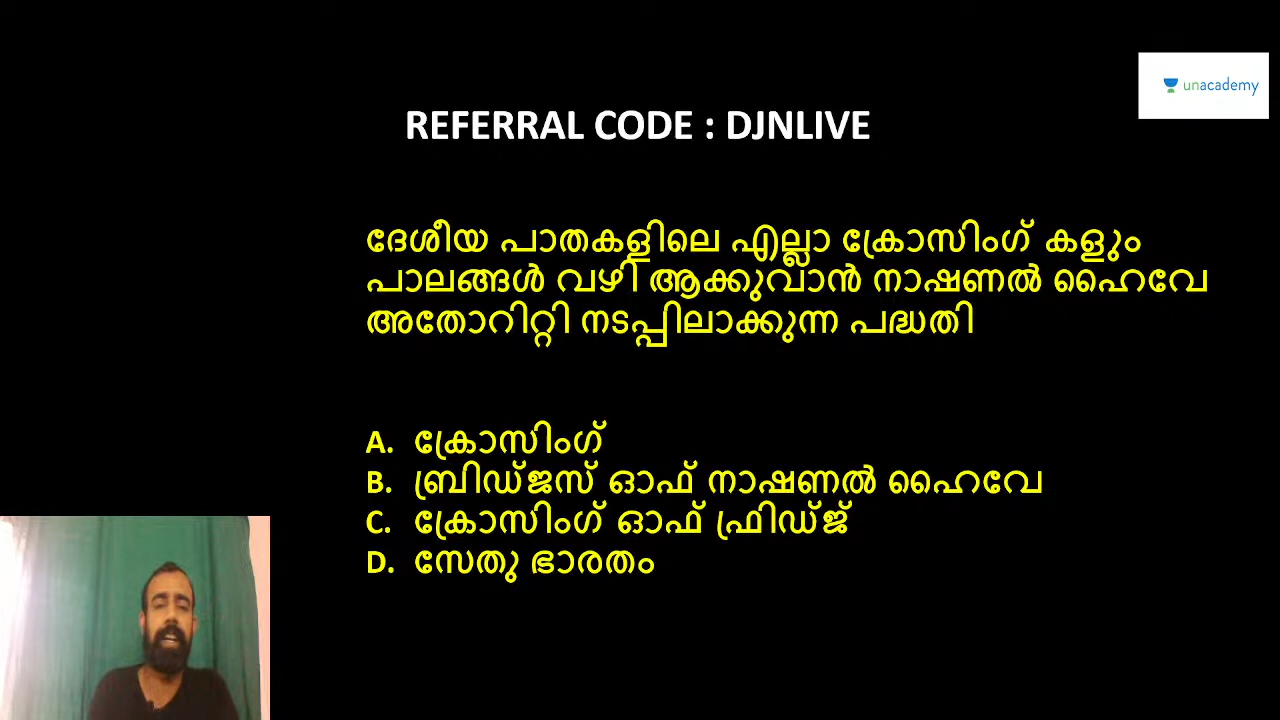 unacademy
REFERRAL CODE : DJNLIVE
ദേശീയ പാതകളിലെ എല്ലാ ക്രോസിംഗ് കളും
പാലങ്ങൾ വഴി ആക്കുവാൻ നാഷണൽ ഹൈവേ
അതോറിറ്റി നടപ്പിലാക്കുന്ന പദ്ധതി
A. ക്രോസിംഗ്
B. ബ്രിഡ്ജസ് ഓഫ് നാഷണൽ ഹൈവേ
C. ക്രോസിംഗ് ഓഫ് ഫ്രിഡ്ജ്
D. സേതു ഭാരതം